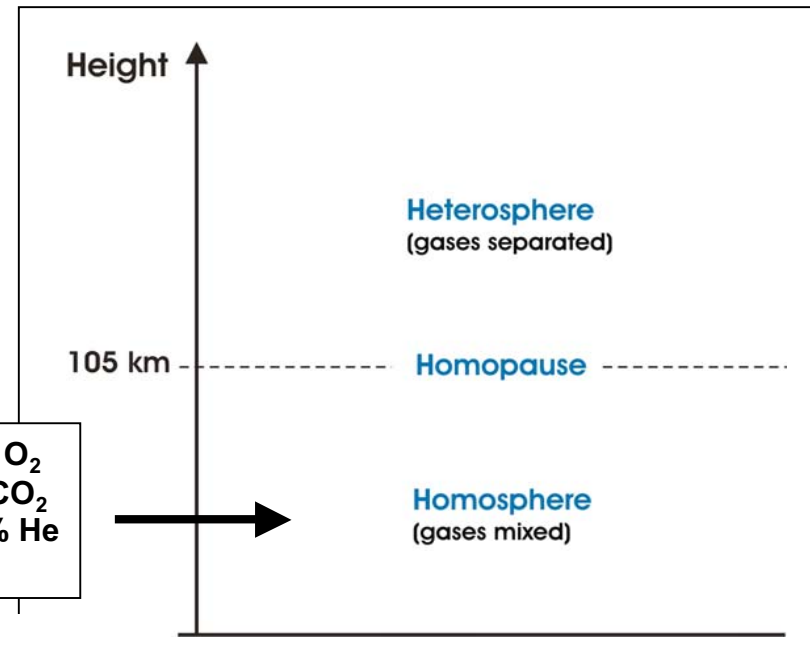 Height
Heterosphere
(gases separated)
105 km
Homopause
O₂
CO₂
% He
Homosphere
(gases mixed)